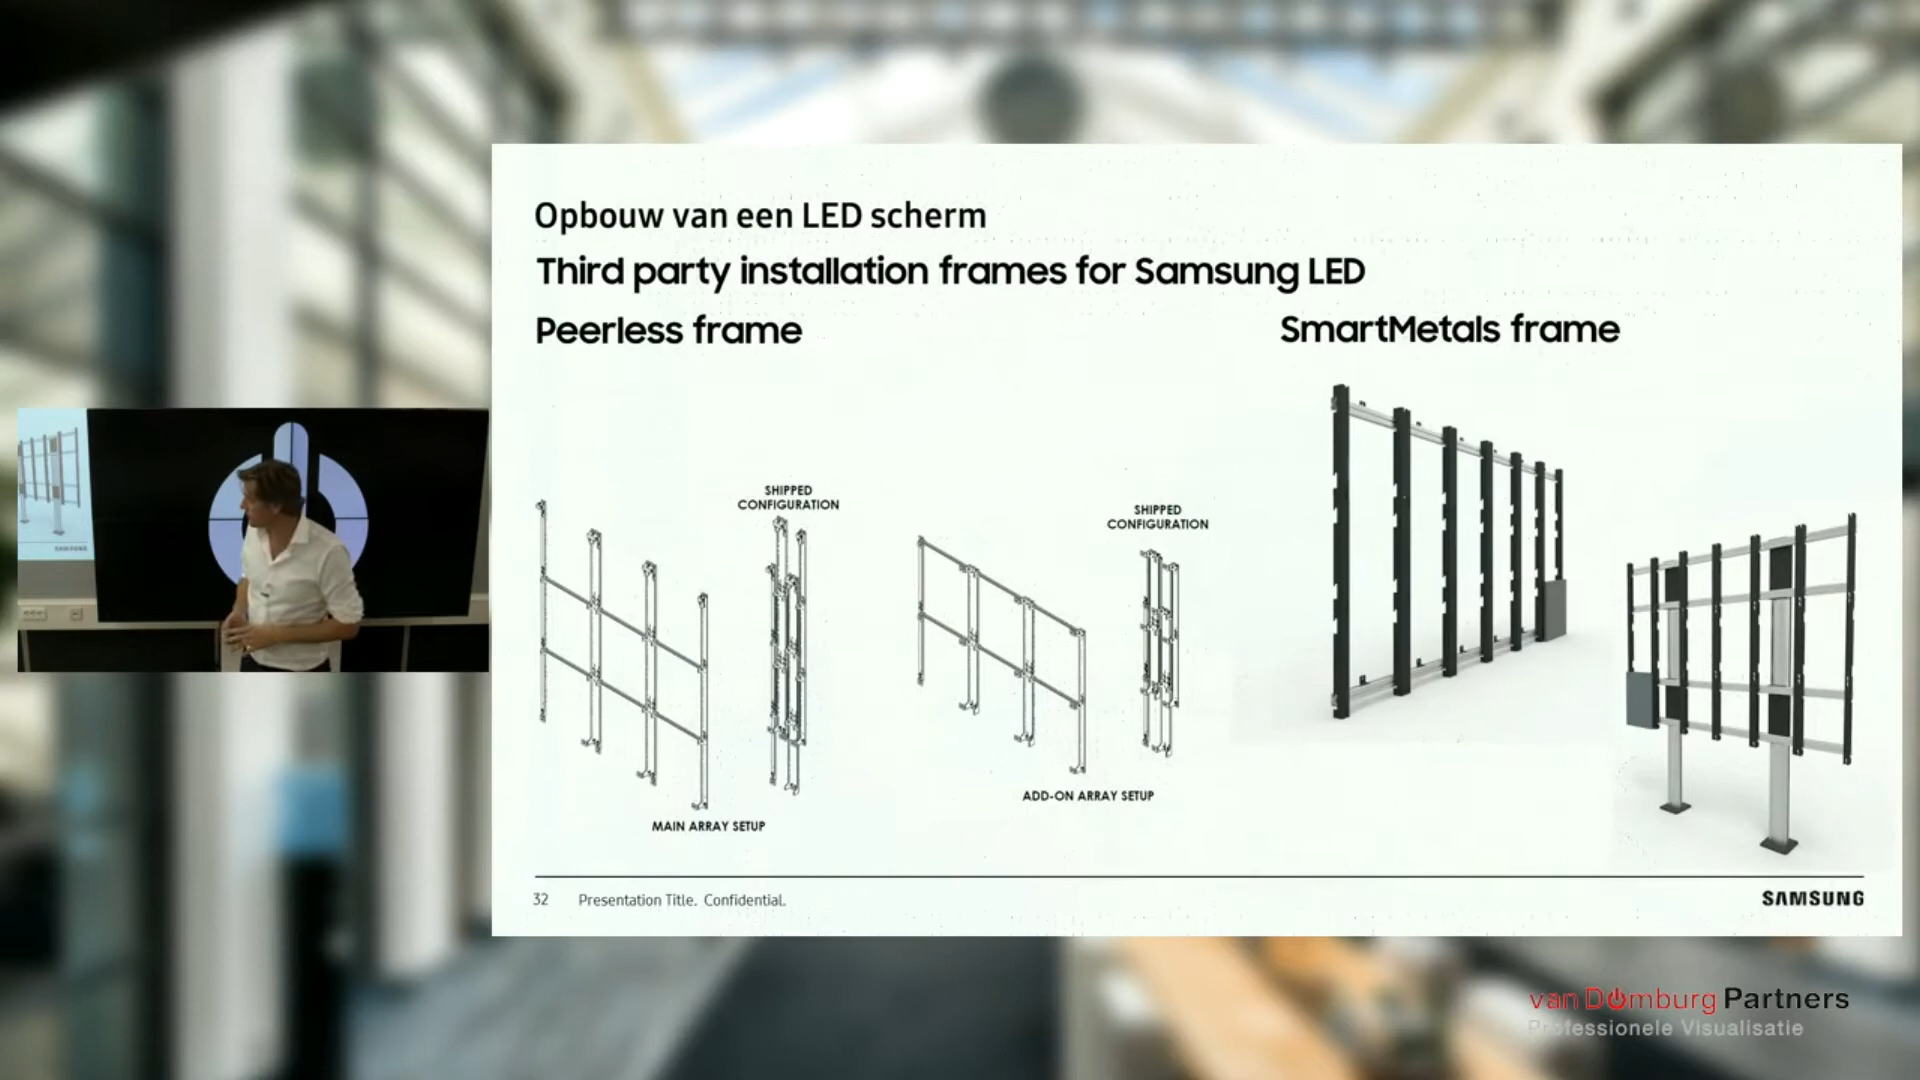 Opbouw van een LED scherm
Third party installation frames for Samsung LED
Peerless frame
SmartMetals frame
SHIPPED
CONFIGURATION
MAIN ARRAY SETUP
SHIPPED
CONFIGURATION
ADD-ON ARRAY SETUP
32 Presentation Title. Confidential.
SAMSUNG
SAMSUNG
van Domburg Partners
Professionele Visualisatie